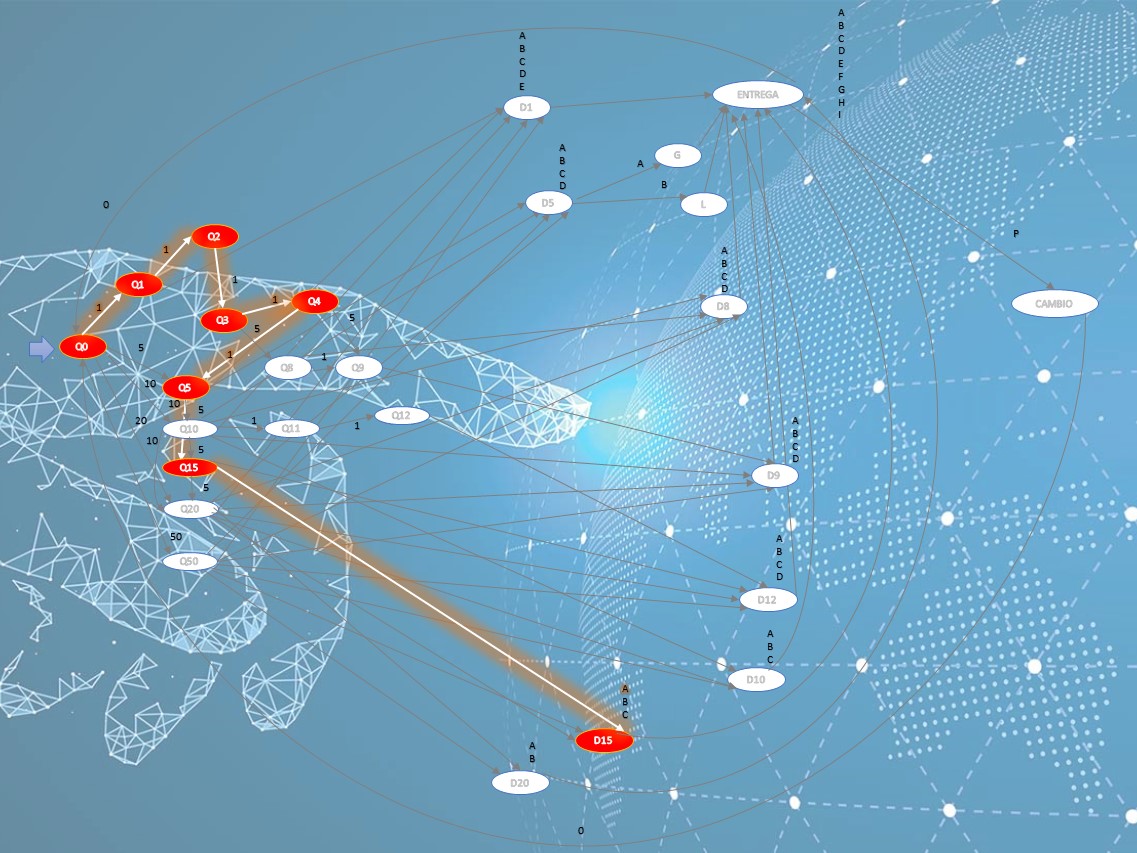 A
B
C
D
E
F
G
H
I
A
B
C
D
E
ENTREGA
D1
A
B
C
D
G
A
B
D5
L
0
P
Q2
1
A
B
C
D
1
Q1
1
Q4
CAMBIO
1
D8
5
Q3
5
Q0
5
1
1
Q8
Q9
10
Q5
10
5
Q12
20
1
1
Q10
Q11
A
B
C
D
10
5
Q15
D9
5
Q20
50
A
B
C
D
Q50
D12
A
B
C
D10
A
B
C
D15
A
B
D20
0